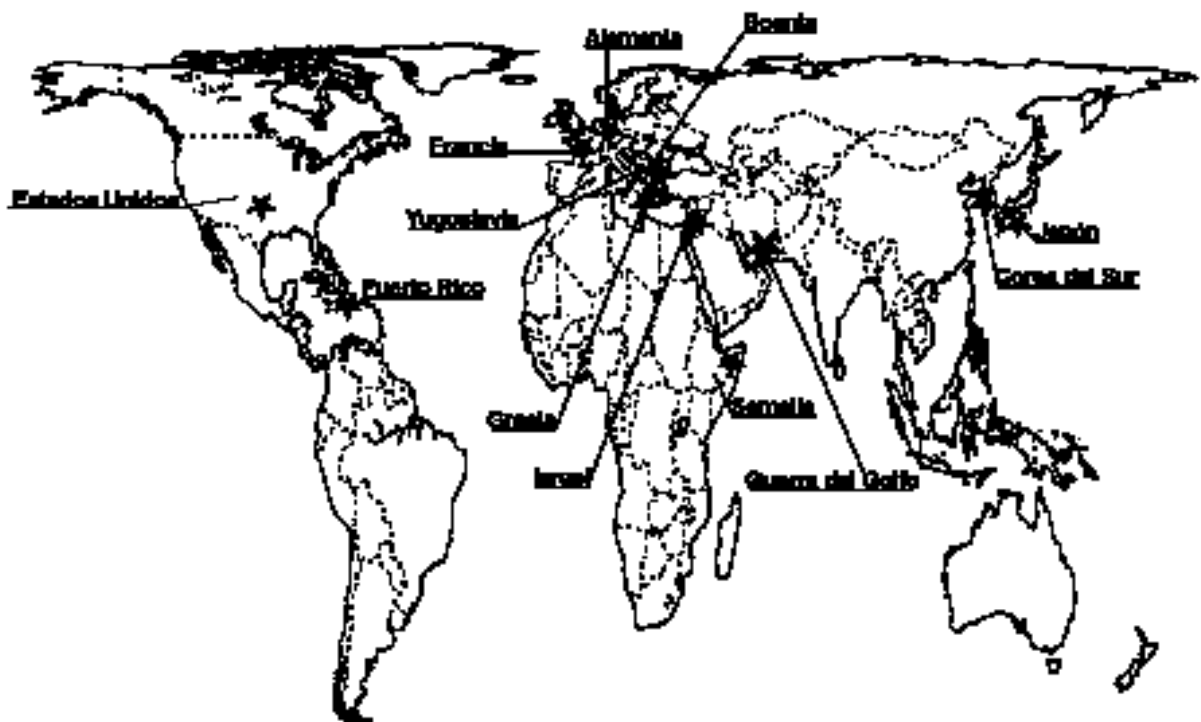 Bosnia
Alemania
Francia
Estados Unidos
Yugoslavia
Japón
Corea del Sur
Puerto Rico
Grecia
Somalia
Israel
Guerra del Golfo